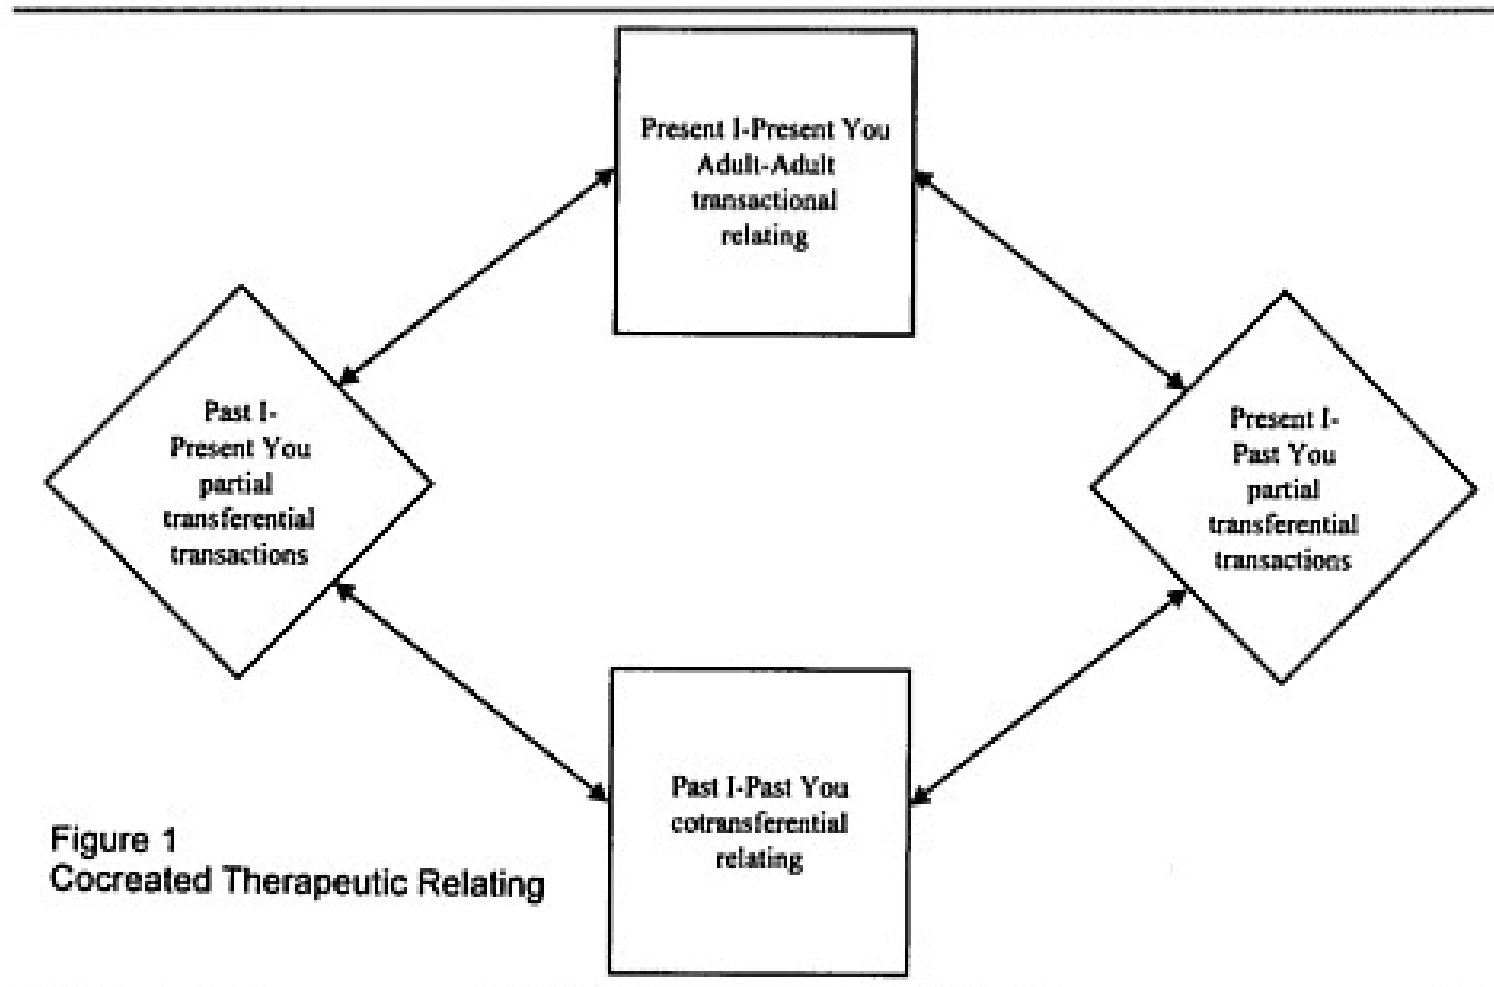 Present I-Present You
Adult-Adult
transactional
relating
Past I-
Present You
partial
transferential
transactions
Present I-
Past You
partial
transferential
transactions
Past I-Past You
cotransferential
relating
Figure 1
Cocreated Therapeutic Relating